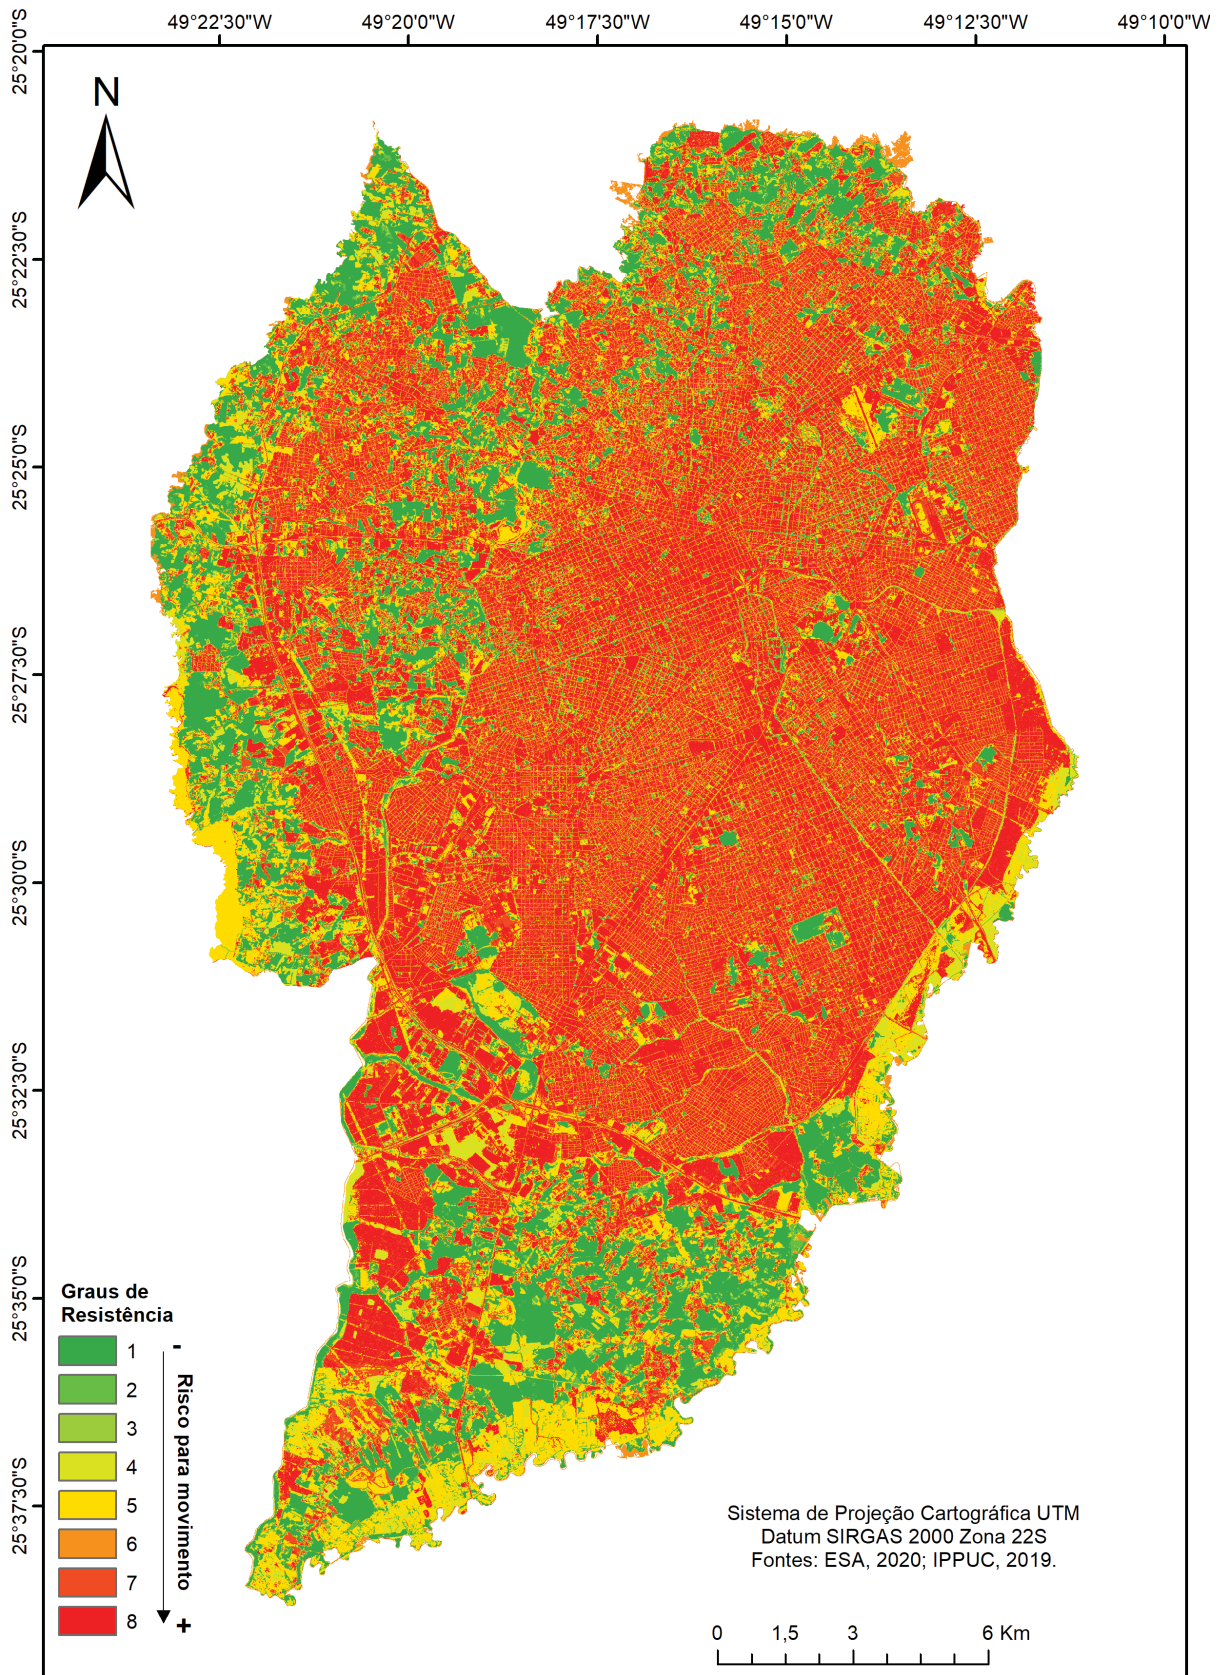 49°22'30"W 49°20'0"W 49°17'30"W 49°15'0"W 49°12'30"W 49°10'0"W
25°20'0"S
25°22'30"S
25°25'0"S
25°27'30"S
25°30'0"S
25°32'30"S
25°35'0"S
25°37'30"S
N
Graus de
Resistência
1
2
3
4
5
6
7
8
-
Risco para movimento
+
Sistema de Projeção Cartográfica UTM
Datum SIRGAS 2000 Zona 22S
Fontes: ESA, 2020; IPPUC, 2019.
0 1,5 3 6 Km